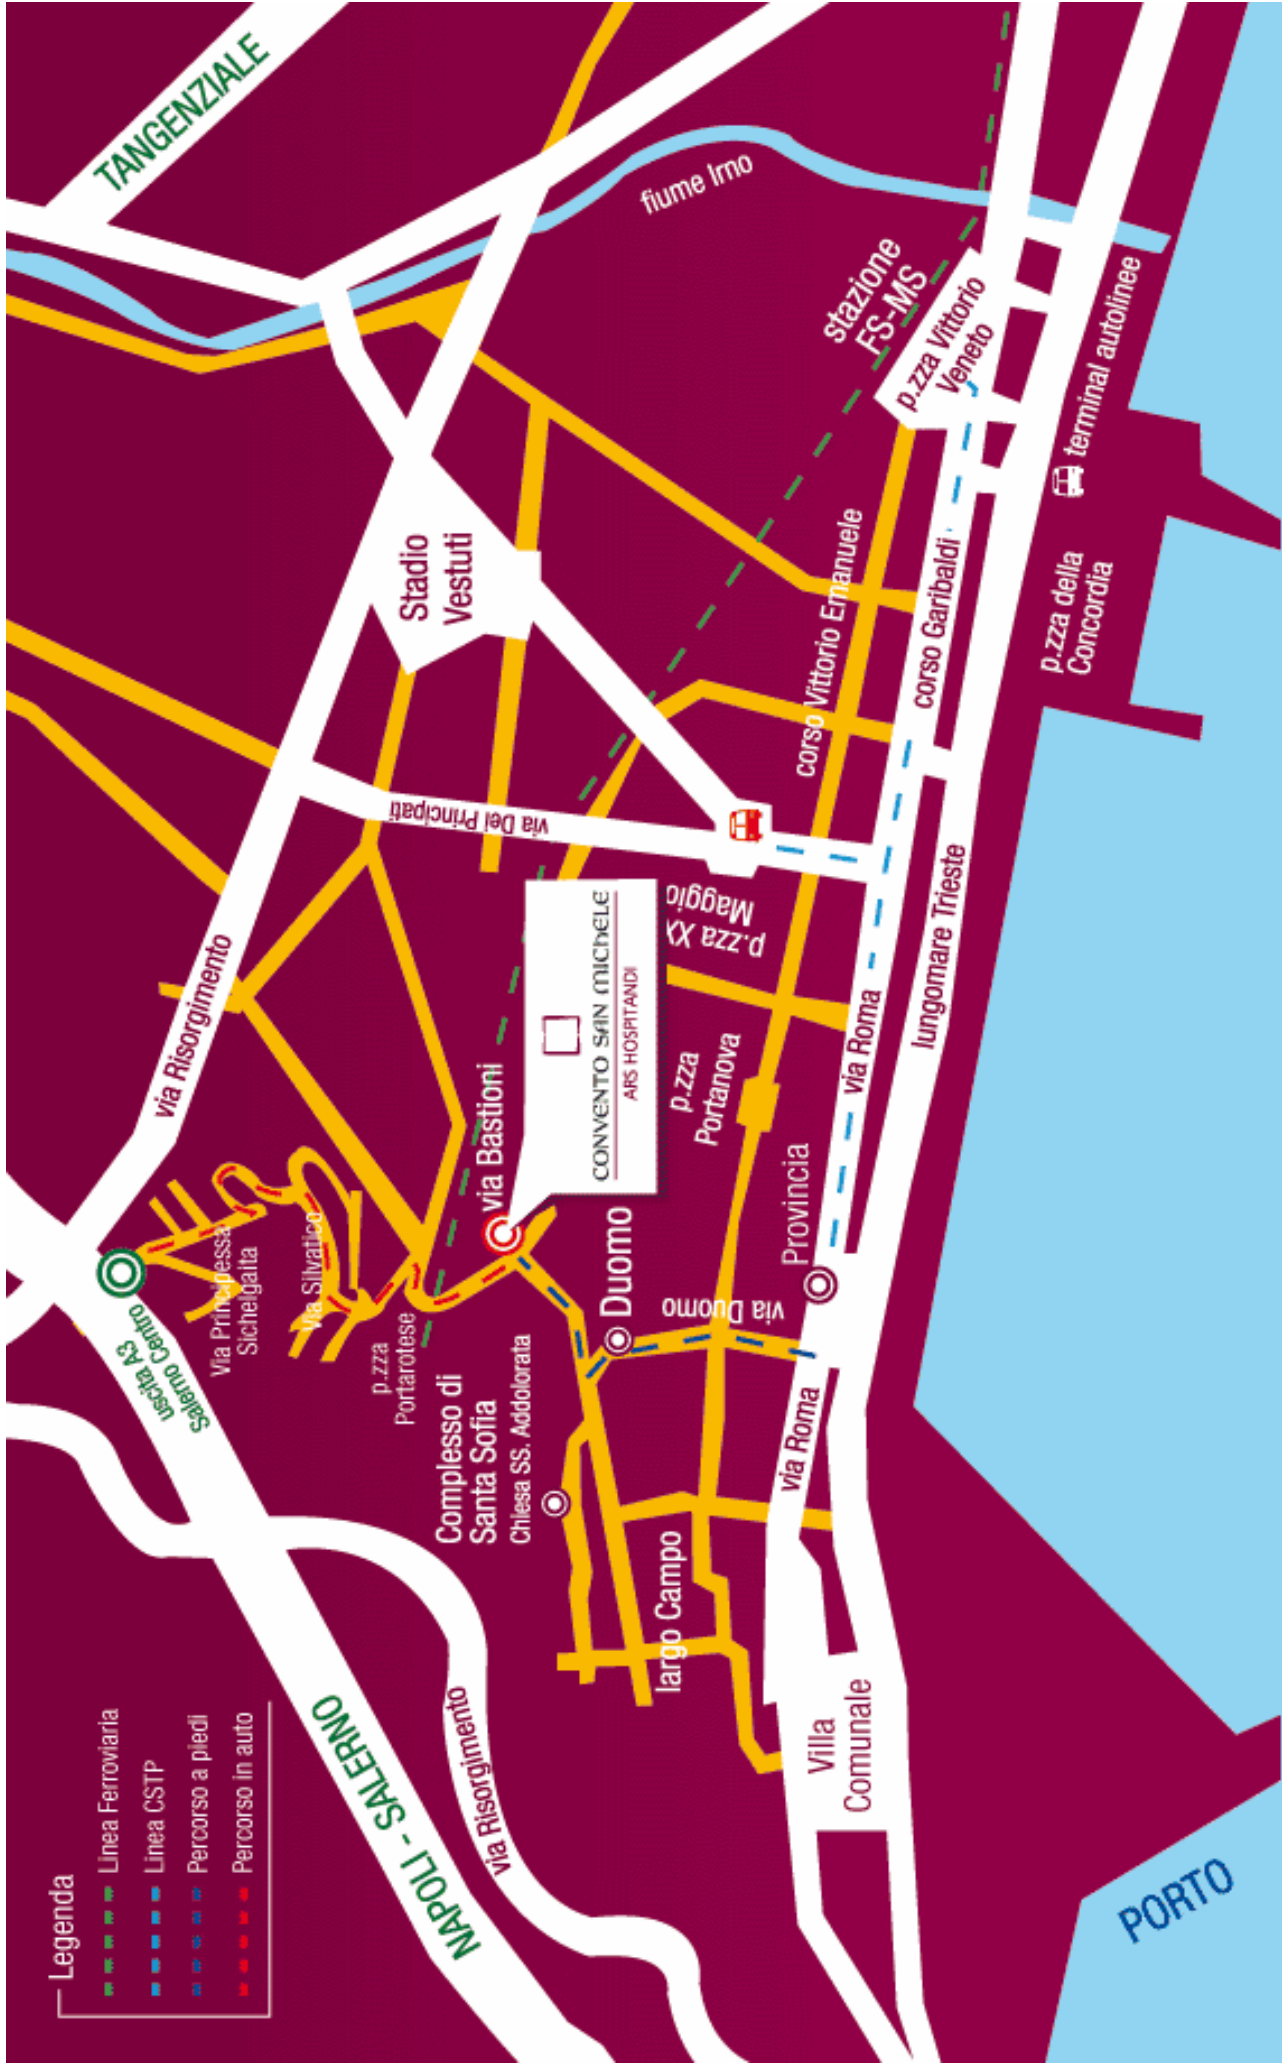 Legenda
Linea Ferroviaria
Linea CSTP
Percorso a piedi
Percorso in auto
NAPOLI - SALERNO
via Risorgimento
uscita A3
Salerno Centro
Via Principessa
Sichelgaita
Via Silvatico
p.zza
Portarotese
via Risorgimento
TANGENZIALE
Complesso di
Santa Sofia
Chiesa SS. Addolorata
via Bastioni
CONVENTO SAN MICHELE
ARS HOSPITANDI
via Dei Principati
Stadio
Vestuti
fiume Irno
largo Campo
Duomo
via Duomo
p.zza
Portanova
p.zza XX
Maggio
corso Vittorio Emanuele
stazione
FS-MS
p.zza Vittorio
Veneto
Villa
Comunale
via Roma
Provincia
via Roma
corso Garibaldi
lungomare Trieste
p.zza della
Concordia
terminal autolinee
PORTO